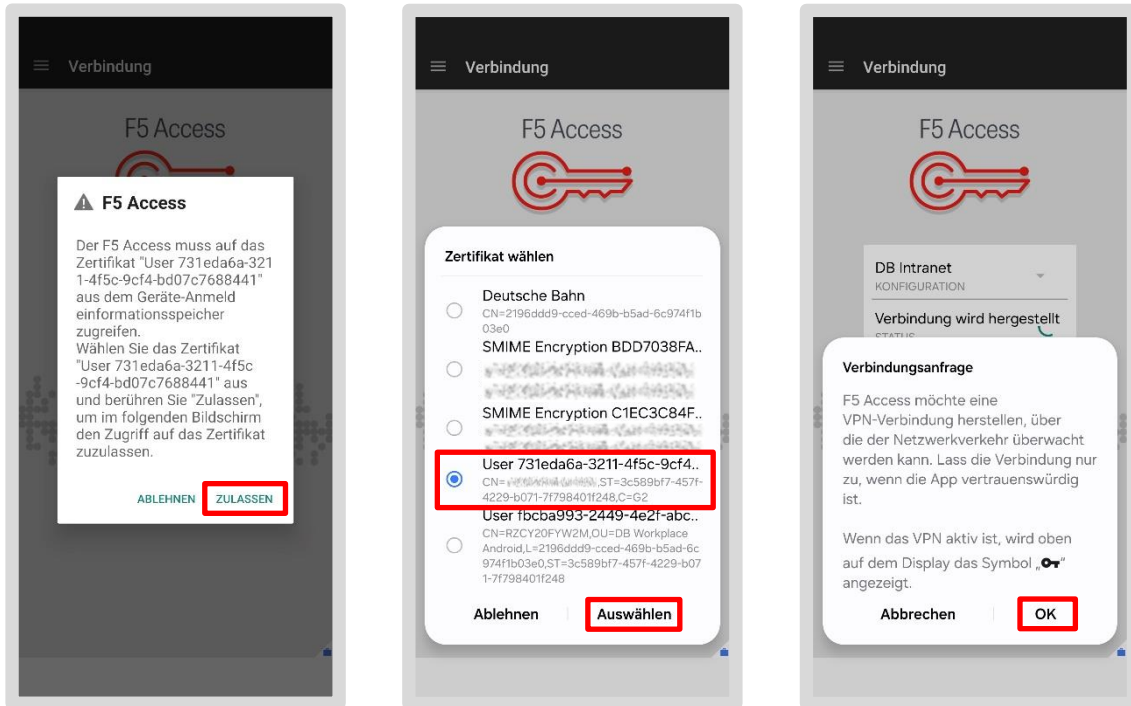 Verbindung
F5 Access
F5 Access
Der F5 Access muss auf das
Zertifikat "User 731eda6a-321
1-4f5c-9cf4-bd07c7688441"
aus dem Geräte-Anmeld
einformationsspeicher
zugreifen.
Wählen Sie das Zertifikat
"User 731eda6a-3211-4f5c
-9cf4-bd07c7688441" aus
und berühren Sie "Zulassen",
um im folgenden Bildschirm
den Zugriff auf das Zertifikat
zuzulassen.
ABLEHNEN ZULASSEN
Verbindung
F5 Access
Zertifikat wählen
Deutsche Bahn
CN=2196ddd9-cced-469b-b5ad-6c974f1b
03e0
SMIME Encryption BDD7038FA..
SMIME Encryption C1EC3C84F..
User 731eda6a-3211-4f5c-9cf4..
CN= ,ST=3c589bf7-457f-
4229-b071-7f798401f248,C=G2
User fbcba993-2449-4e2f-abc..
CN=RZCY20FYW2M,OU=DB Workplace
Android,L=2196ddd9-cced-469b-b5ad-6c
974f1b03e0,ST=3c589bf7-457f-4229-b07
1-7f798401f248
Ablehnen Auswählen
Verbindung
F5 Access
DB Intranet
KONFIGURATION
Verbindung wird hergestellt
STATUS
Verbindungsanfrage
F5 Access möchte eine
VPN-Verbindung herstellen, über
die der Netzwerkverkehr überwacht
werden kann. Lass die Verbindung nur
zu, wenn die App vertrauenswürdig
ist.
Wenn das VPN aktiv ist, wird oben
auf dem Display das Symbol „ “
angezeigt.
Abbrechen OK